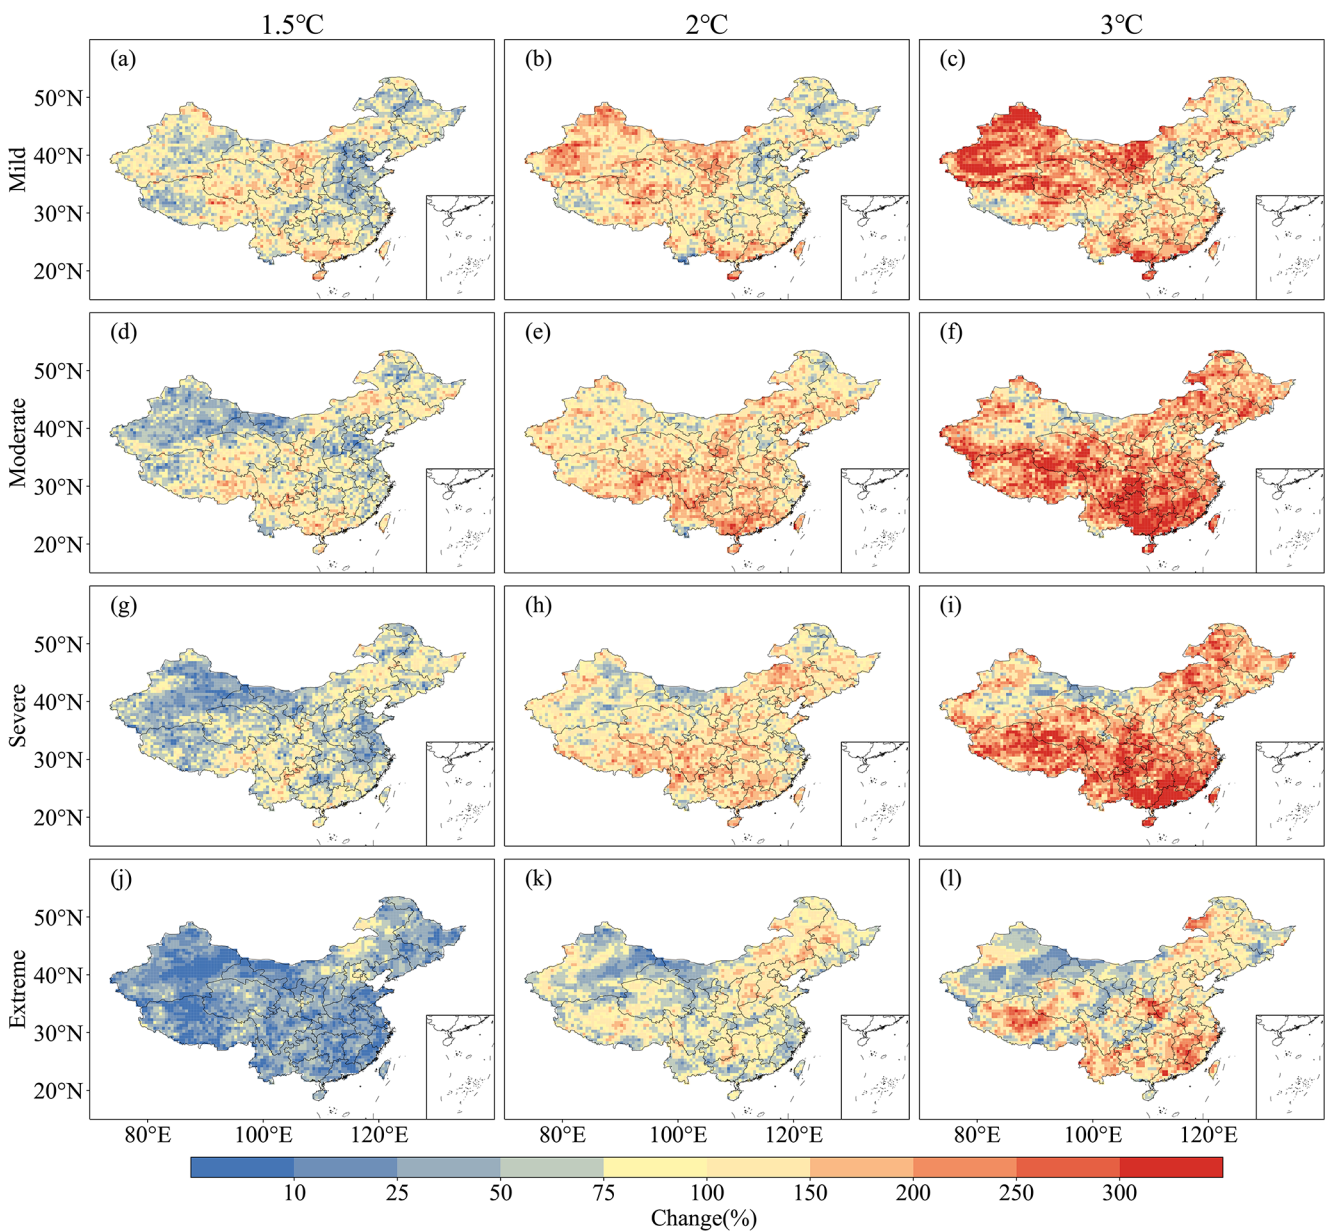 1.5℃ 2℃ 3℃
(a) (b) (c)
Mild
50°N
40°N
30°N
20°N
(d) (e) (f)
Moderate
50°N
40°N
30°N
20°N
(g) (h) (i)
Severe
50°N
40°N
30°N
20°N
(j) (k) (l)
Extreme
50°N
40°N
30°N
20°N
80°E 100°E 120°E 80°E 100°E 120°E 80°E 100°E 120°E
10 25 50 75 100 150 200 250 300
Change(%)